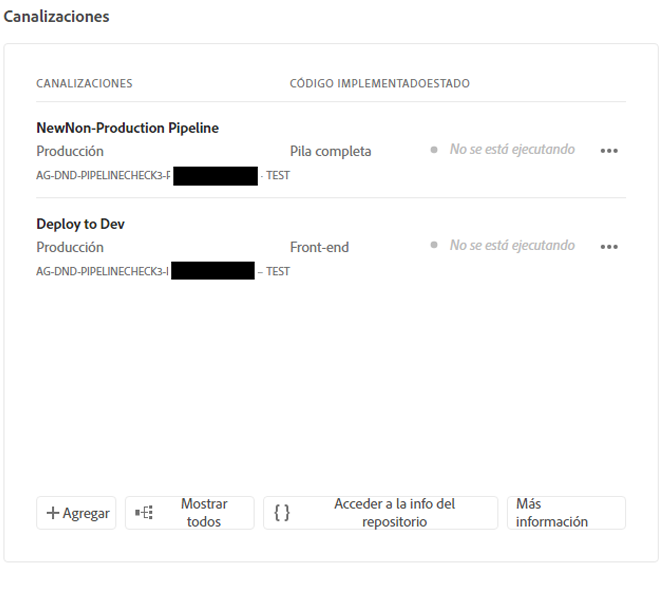 Canalizaciones
CANALIZACIONES CÓDIGO IMPLEMENTADOESTADO
NewNon-Production Pipeline
Producción Pila completa No se está ejecutando
AG-DND-PIPELINECHECK3-P - TEST
Deploy to Dev
Producción Front-end No se está ejecutando
AG-DND-PIPELINECHECK3- – TEST
Agregar
Mostrar todos
Acceder a la info del repositorio
Más información